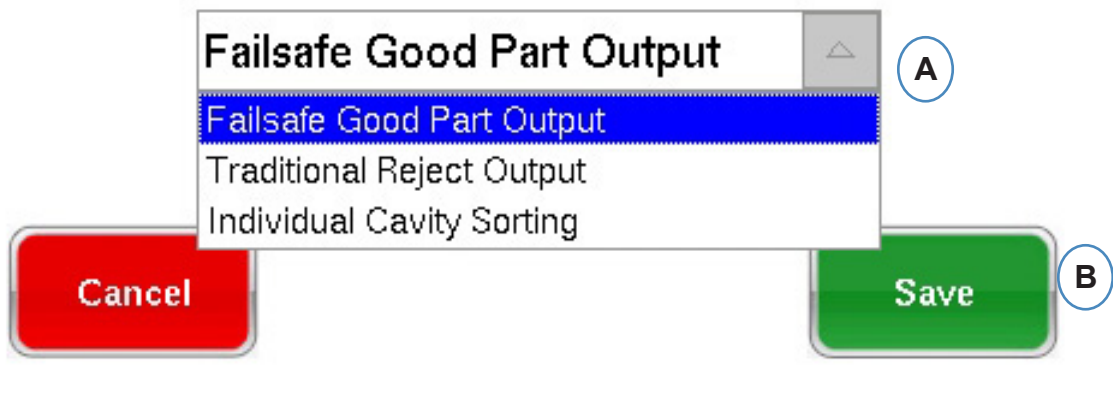 Failsafe Good Part Output
A
Failsafe Good Part Output
Traditional Reject Output
Individual Cavity Sorting
Cancel
Save
B